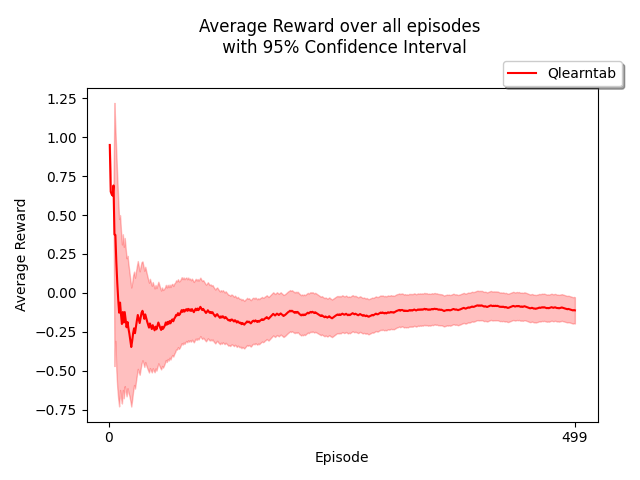 Average Reward over all episodes
with 95% Confidence Interval
Qlearntab
1.25
1.00
0.75
0.50
0.25
0.00
−0.25
−0.50
−0.75
Average Reward
0
499
Episode